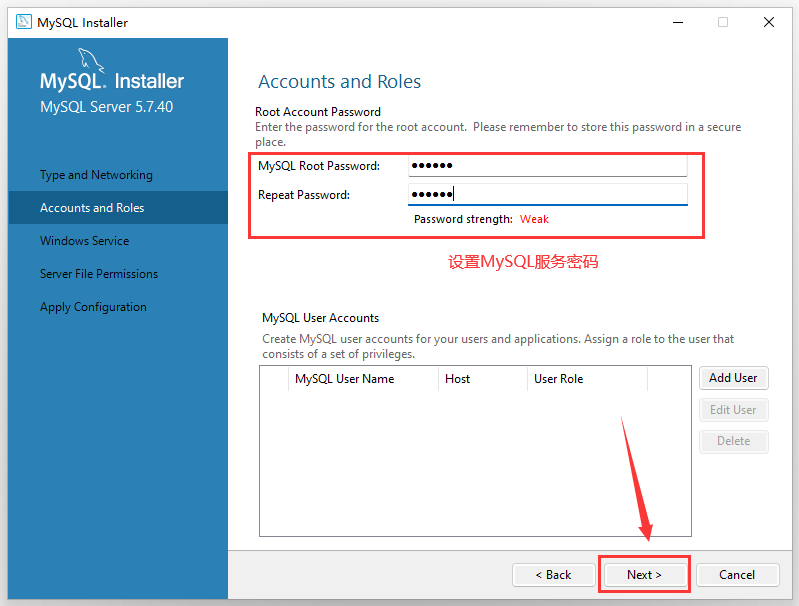 MySQL Installer
MySQL. Installer
MySQL Server 5.7.40
Type and Networking
Accounts and Roles
Windows Service
Server File Permissions
Apply Configuration
Accounts and Roles
Root Account Password
Enter the password for the root account. Please remember to store this password in a secure
place.
MySQL Root Password: ●●●●●●
Repeat Password: ●●●●●●
Password strength: Weak
设置MySQL服务密码
MySQL User Accounts
Create MySQL user accounts for your users and applications. Assign a role to the user that
consists of a set of privileges.
MySQL User Name Host User Role
Add User
Edit User
Delete
< Back Next > Cancel